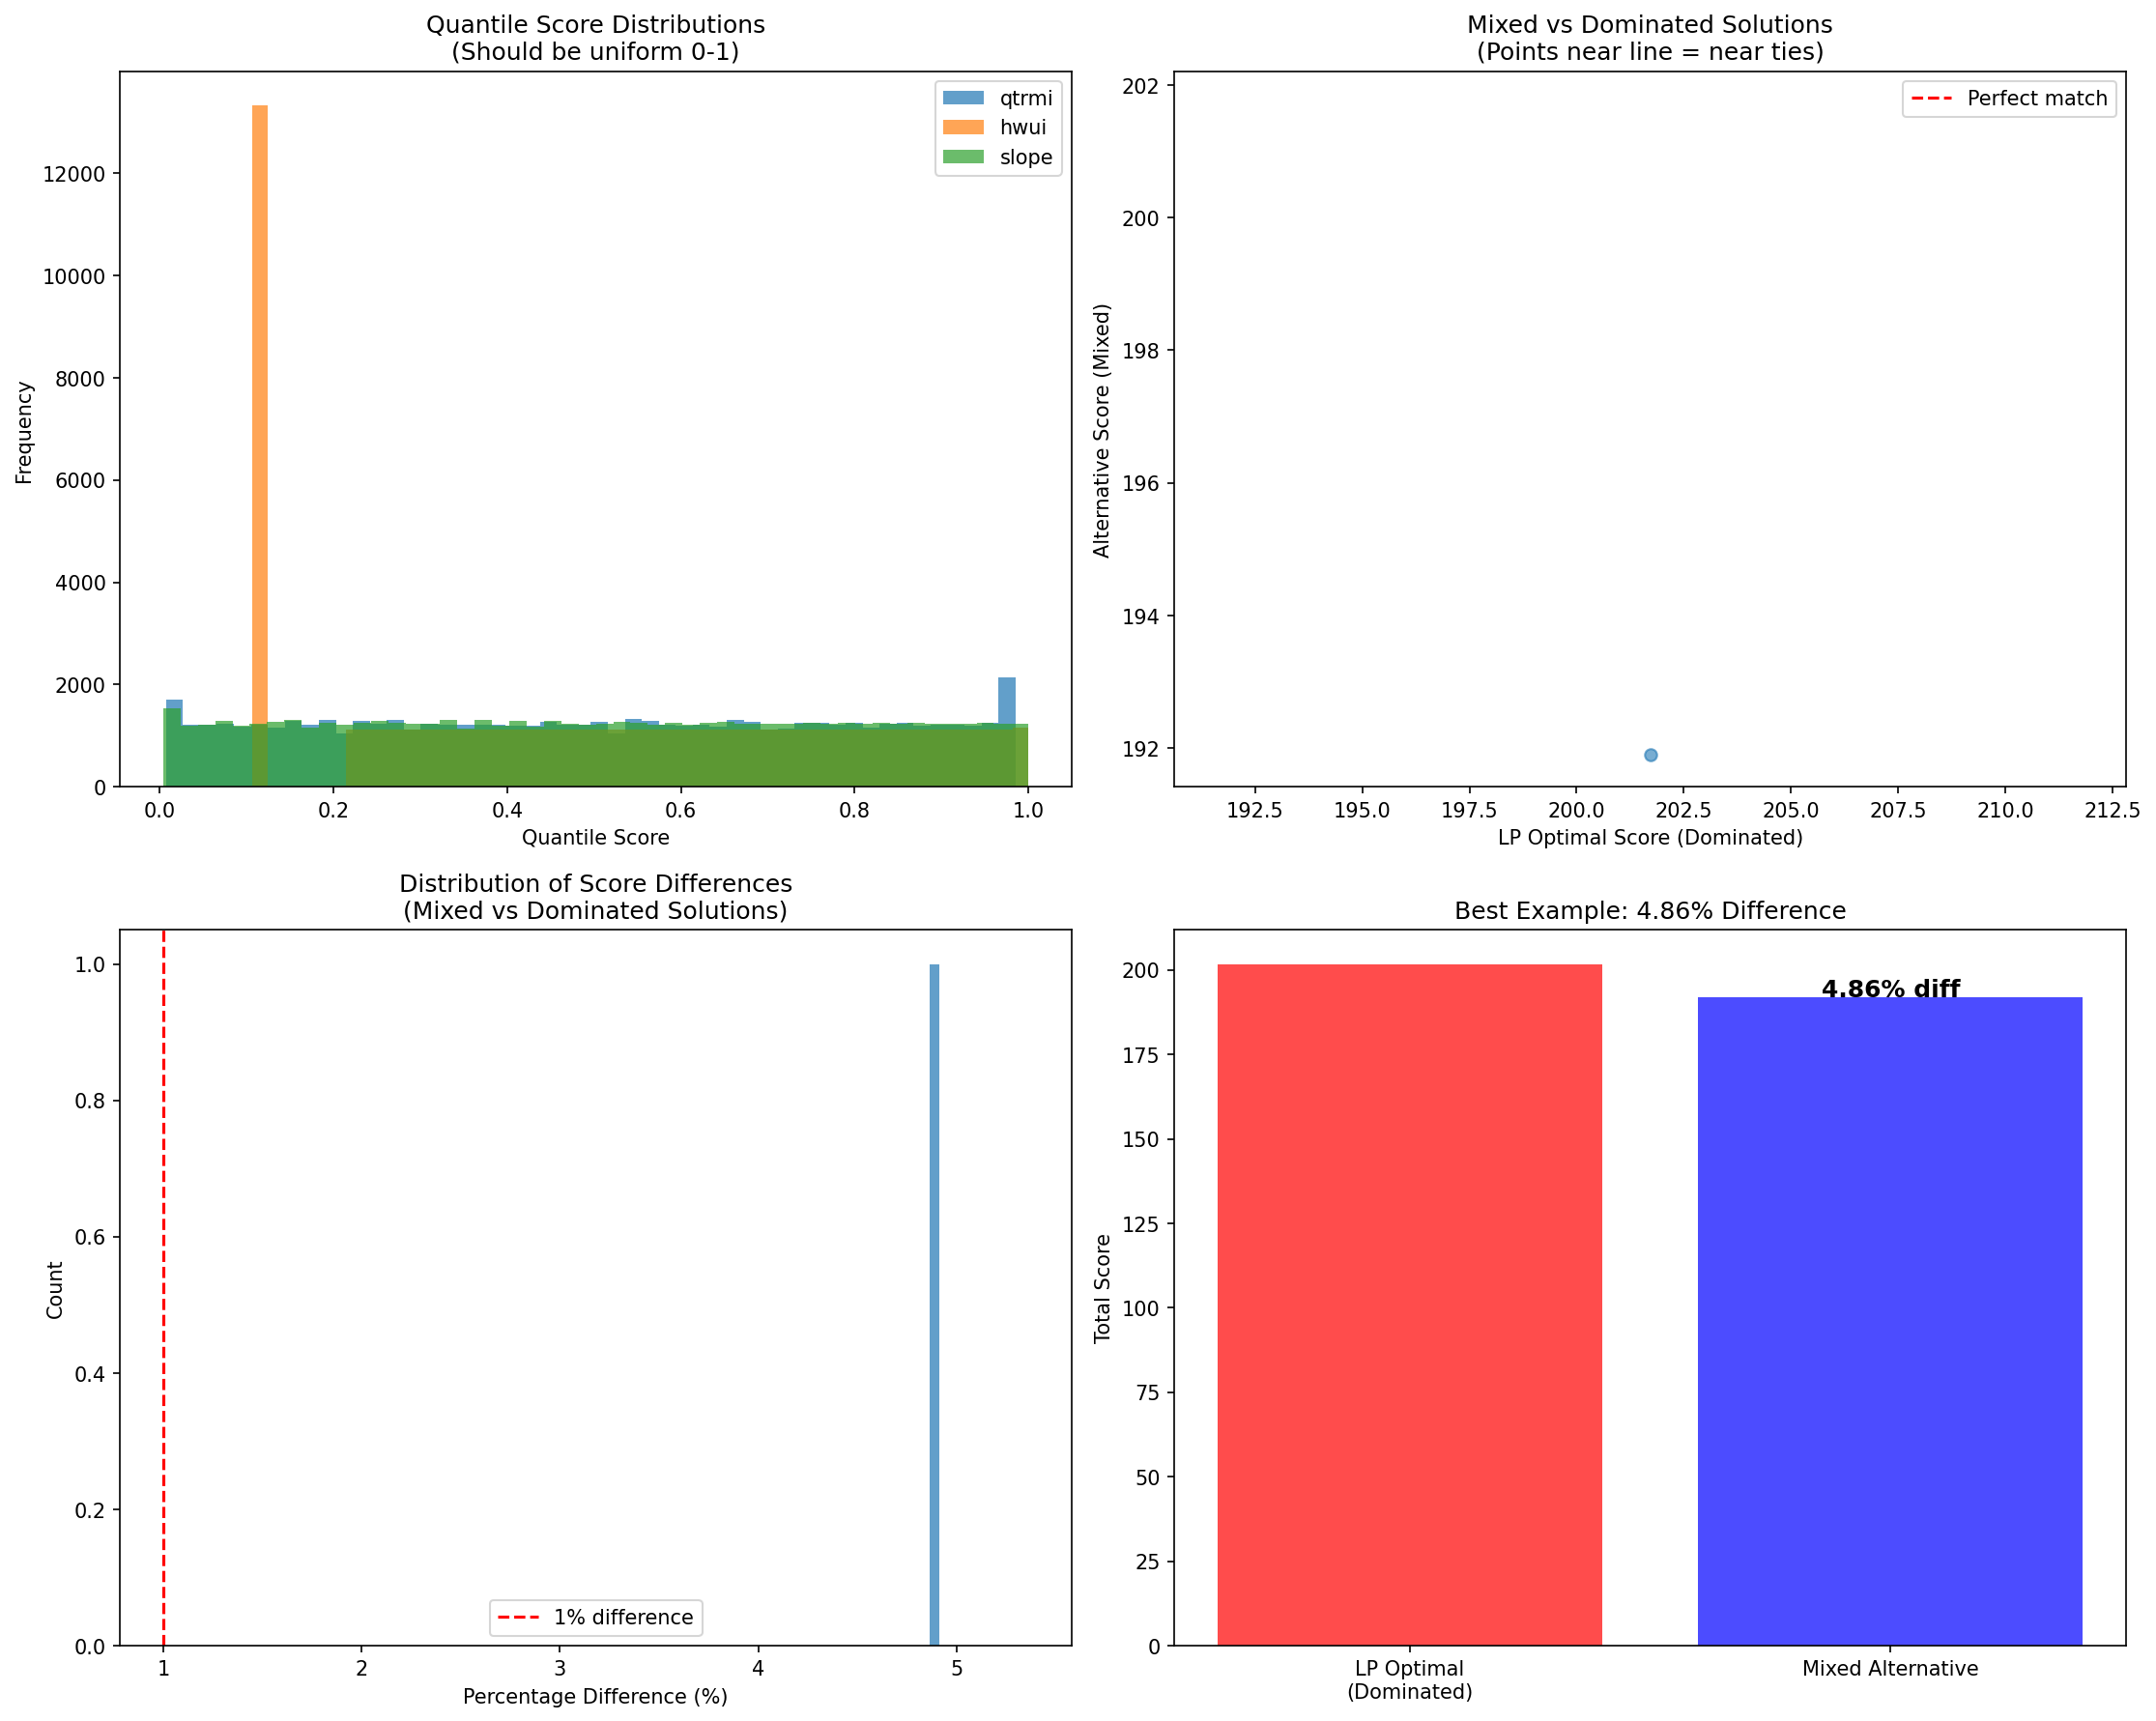 Quantile Score Distributions
(Should be uniform 0-1)
qtrmi
hwui
slope
12000
10000
8000
6000
4000
2000
0
Frequency
0.0 0.2 0.4 0.6 0.8 1.0
Quantile Score
Mixed vs Dominated Solutions
(Points near line = near ties)
Perfect match
202
200
198
196
194
192
Alternative Score (Mixed)
192.5 195.0 197.5 200.0 202.5 205.0 207.5 210.0 212.5
LP Optimal Score (Dominated)
Distribution of Score Differences
(Mixed vs Dominated Solutions)
1.0
0.8
0.6
0.4
0.2
0.0
Count
1% difference
1 2 3 4 5
Percentage Difference (%)
Best Example: 4.86% Difference
4.86% diff
200
175
150
125
100
75
50
25
0
Total Score
LP Optimal
(Dominated)
Mixed Alternative